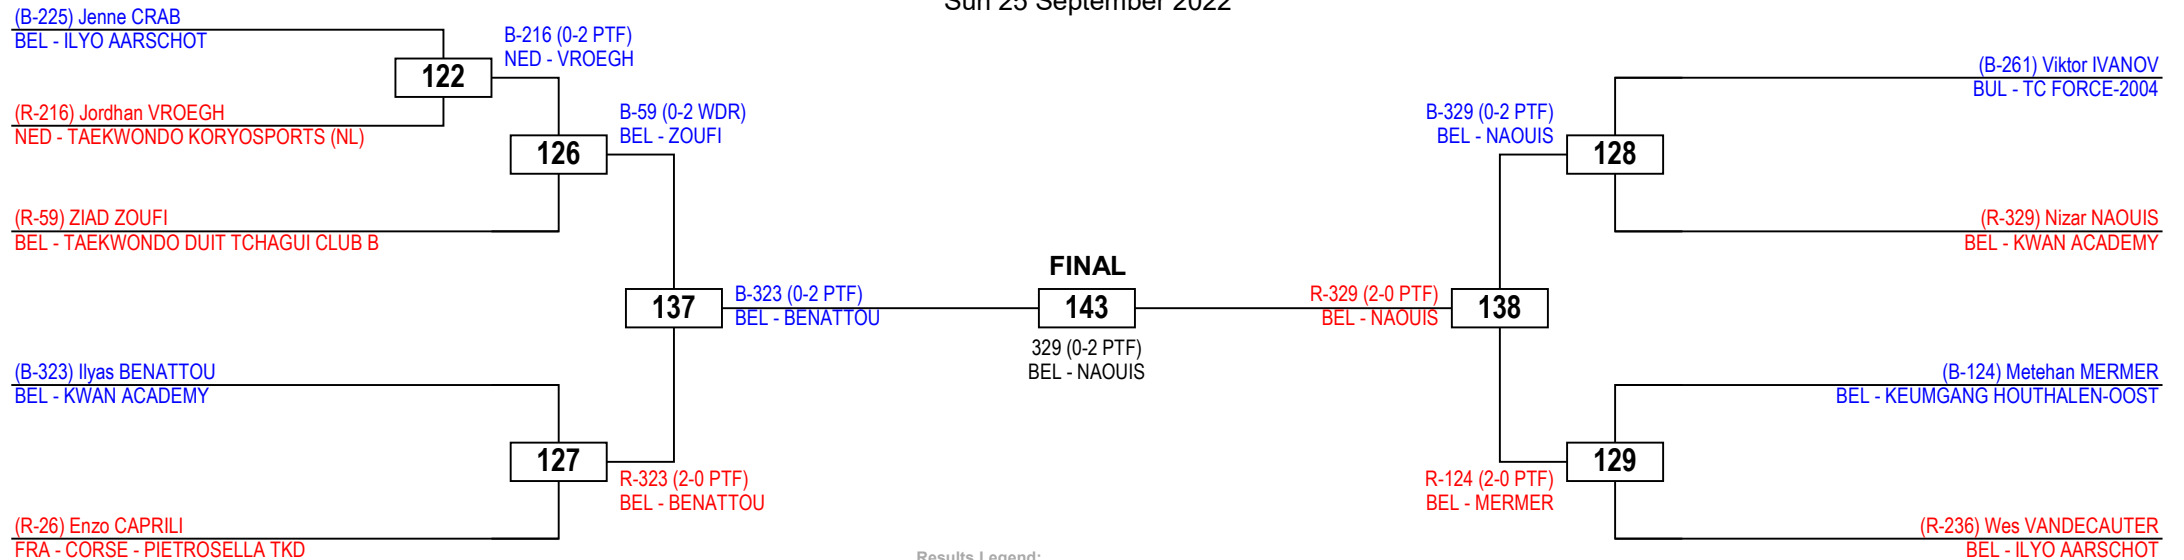 Sun 25 September 2022
(B-225) Jenne CRAB
BEL - ILYO AARSCHOT
(R-216) Jordhan VROEGH
NED - TAEKWONDO KORYOSPORTS (NL)
122
B-216 (0-2 PTF)
NED - VROEGH
(R-59) ZIAD ZOUFI
BEL - TAEKWONDO DUIT TCHAGUI CLUB B
126
B-59 (0-2 WDR)
BEL - ZOUFI
(B-323) Ilyas BENATTOU
BEL - KWAN ACADEMY
(R-26) Enzo CAPRILI
FRA - CORSE - PIETROSELLA TKD
127
R-323 (2-0 PTF)
BEL - BENATTOU
137
B-323 (0-2 PTF)
BEL - BENATTOU
FINAL
143
329 (0-2 PTF)
BEL - NAOUIS
R-329 (2-0 PTF)
BEL - NAOUIS
138
B-329 (0-2 PTF)
BEL - NAOUIS
128
(B-261) Viktor IVANOV
BUL - TC FORCE-2004
(R-329) Nizar NAOUIS
BEL - KWAN ACADEMY
R-124 (2-0 PTF)
BEL - MERMER
129
(B-124) Metehan MERMER
BEL - KEUMGANG HOUTHALEN-OOST
(R-236) Wes VANDECAUTER
BEL - ILYO AARSCHOT
Results Legend: